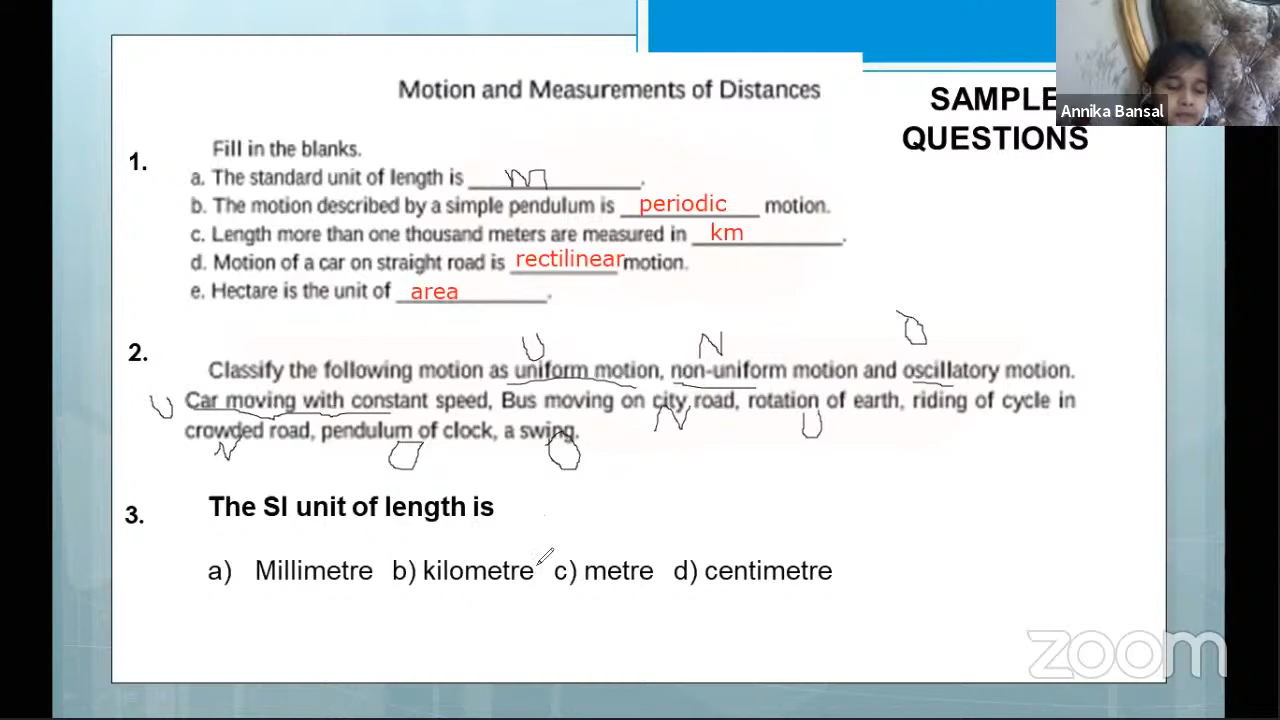 Motion and Measurements of Distances
SAMPLE
QUESTIONS
Annika Bansal
1.
Fill in the blanks.
a. The standard unit of length is m.
b. The motion described by a simple pendulum is periodic motion.
c. Length more than one thousand meters are measured in km.
d. Motion of a car on straight road is rectilinear motion.
e. Hectare is the unit of area.
U N O
2.
Classify the following motion as uniform motion, non-uniform motion and oscillatory motion.
U Car moving with constant speed, Bus moving on city road, rotation of earth, riding of cycle in
N U
crowded road, pendulum of clock, a swing.
N O O
3.
The SI unit of length is
a) Millimetre b) kilometre c) metre d) centimetre
zoom